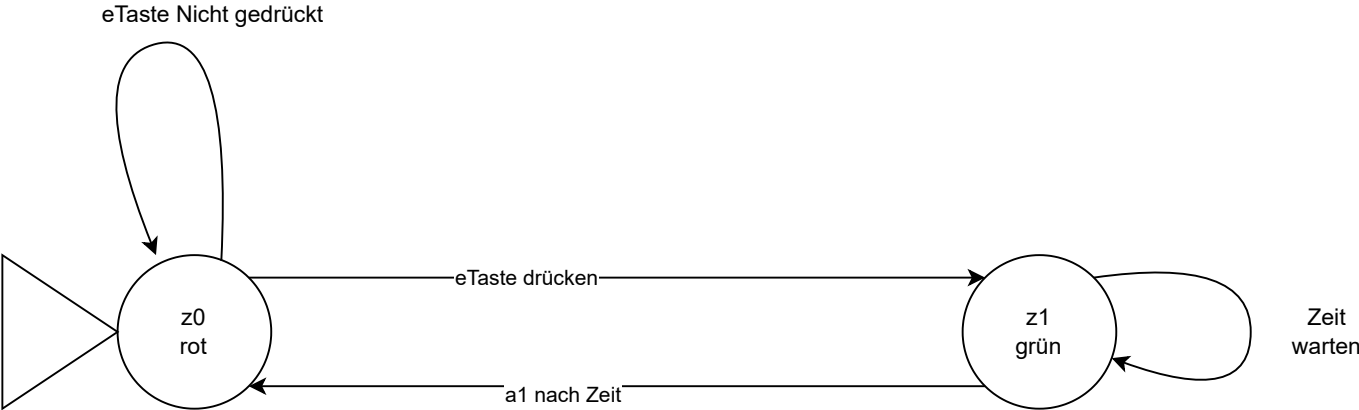 eTaste Nicht gedrückt
eTaste drücken
z0
rot
z1
grün
Zeit
warten
a1 nach Zeit